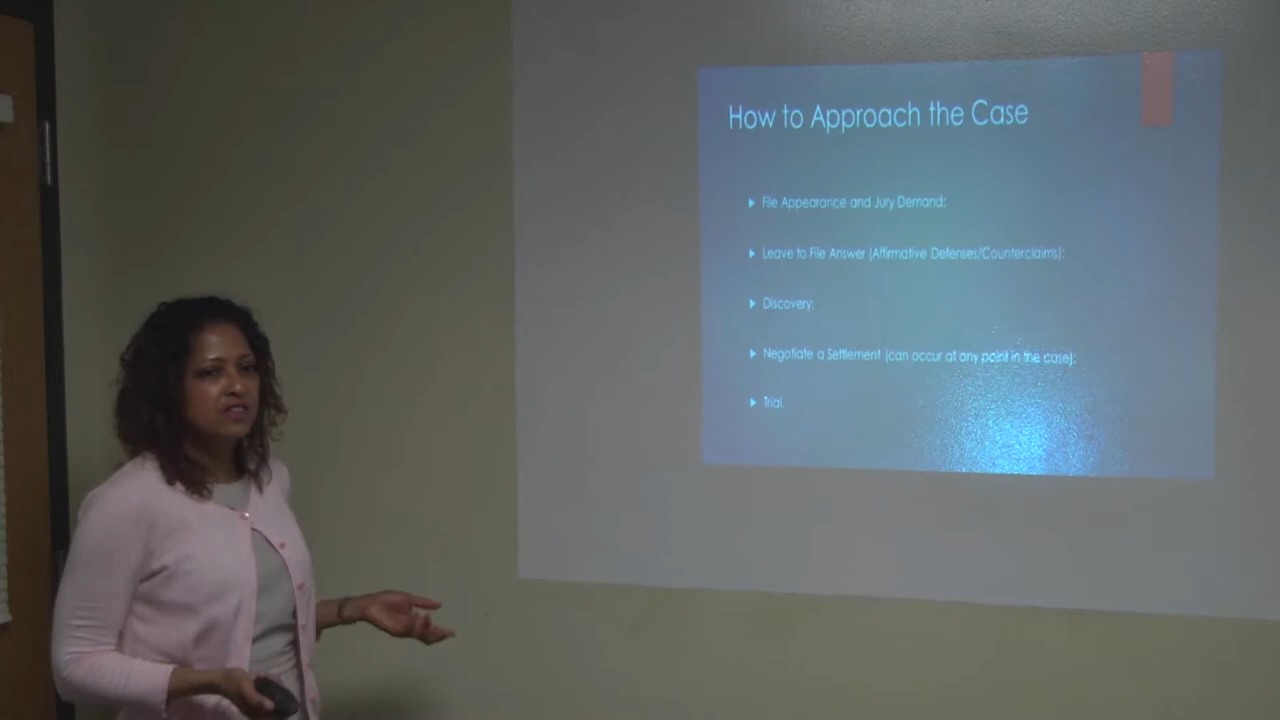 How to Approach the Case
File Appearance and Jury Demand;
Leave to File Answer (Affirmative Defenses/Counterclaims);
Discovery;
Negotiate a Settlement (can occur at any point in the case);
Trial.